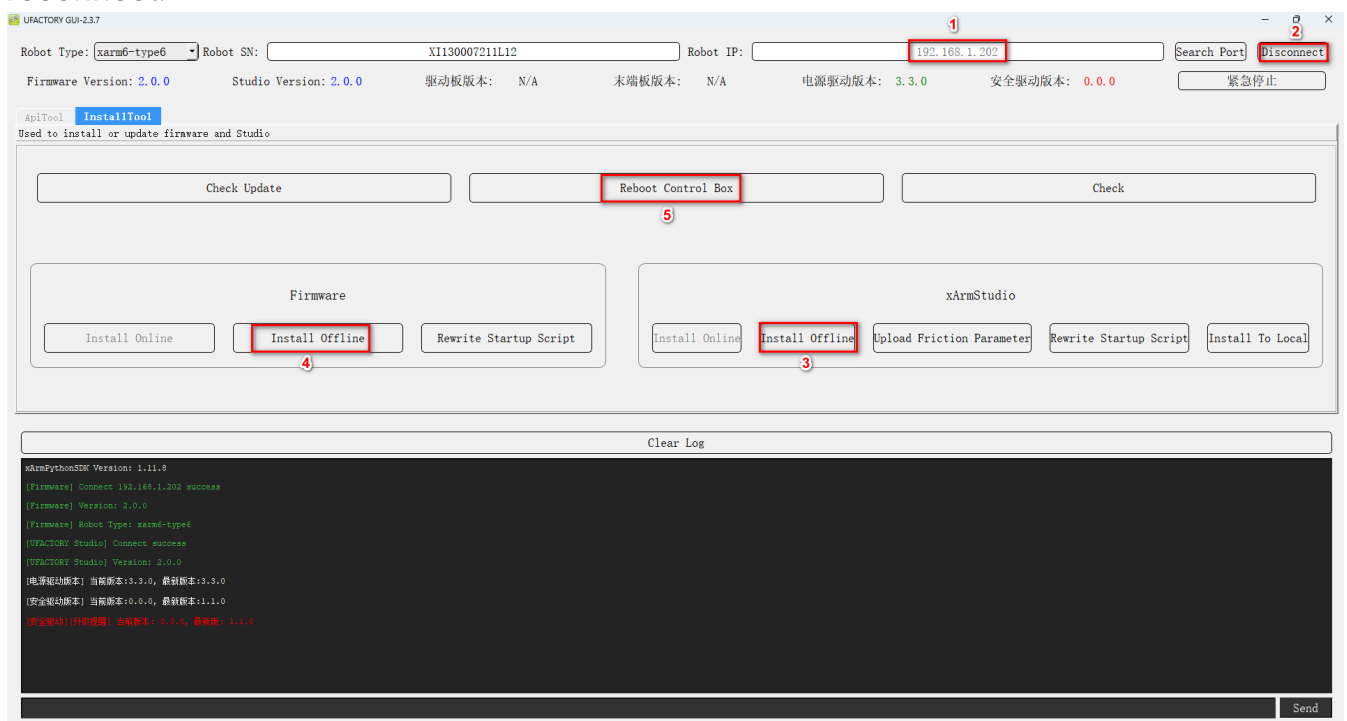 UFACTORY GUI-2.3.7
1
2
Robot Type: xarm6-type6 Robot SN: XI130007211L12 Robot IP: 192.168.1.202 Search Port Disconnect
Firmware Version: 2.0.0 Studio Version: 2.0.0 驱动板版本: N/A 末端板版本: N/A 电源驱动版本: 3.3.0 安全驱动版本: 0.0.0 紧急停止
ApiTool InstallTool
Used to install or update firmware and Studio
Check Update Reboot Control Box Check
5
Firmware xArmStudio
Install Online Install Offline Rewrite Startup Script Install Online Install Offline Upload Friction Parameter Rewrite Startup Script Install To Local
4 3
Clear Log
xArmPythonSDK Version: 1.11.8
[Firmware] Connect 192.168.1.202 success
[Firmware] Version: 2.0.0
[Firmware] Robot Type: xarm6-type6
[UFACTORY Studio] Connect success
[UFACTORY Studio] Version: 2.0.0
[电源驱动版本] 当前版本:3.3.0, 最新版本:3.3.0
[安全驱动版本] 当前版本:0.0.0, 最新版本:1.1.0
[安全驱动][升级提醒] 当前版本: 0.0.0, 最新版: 1.1.0
Send